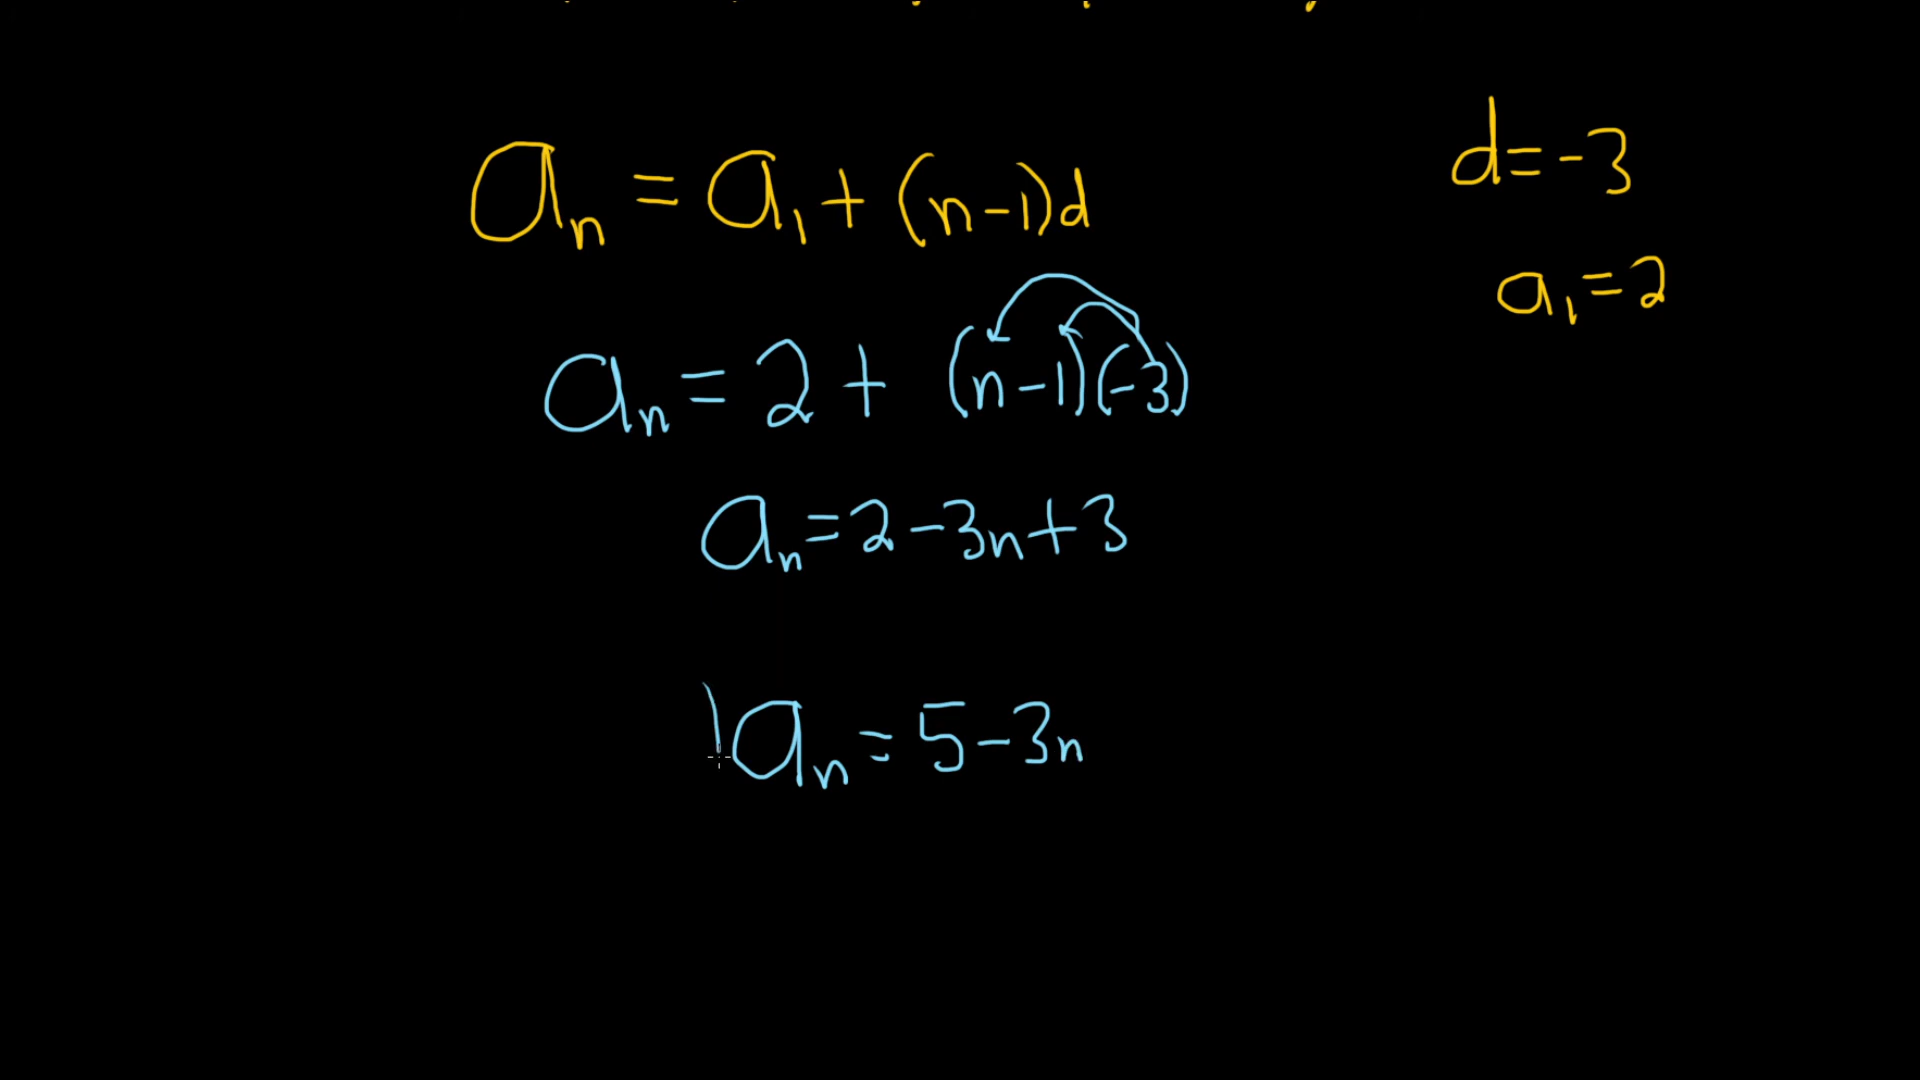 aₙ = a₁ + (n-1)d
d = -3
a₁ = 2
aₙ = 2 + (n-1)(-3)
aₙ = 2 - 3n + 3
aₙ = 5 - 3n